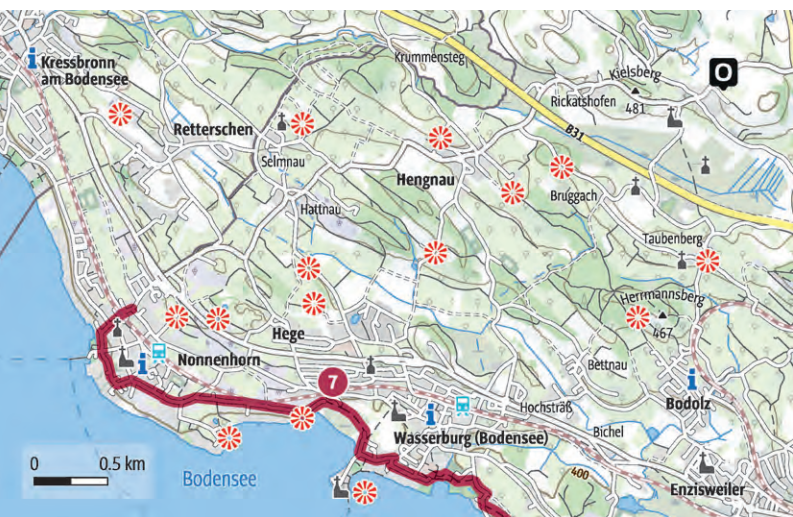 Kressbronn
am Bodensee
Krummensteg
Kielsberg
O
Rickatshofen
481
B31
Retterschen
Selmnau
Hengnau
Bruggach
Hattnau
Taubenberg
Herrmannsberg
467
Hege
Nonnenhorn
Bettnau
7
Bodolz
Hochsträß
Wasserburg (Bodensee)
Bichel
0
0.5 km
Bodensee
400
Enzisweiler